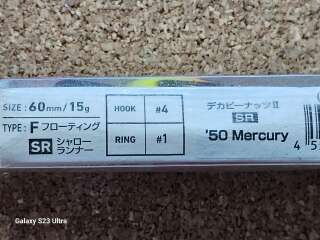 SIZE: 60mm/15g
TYPE: F フローティング
SR シャロー
ランナー
HOOK #4
RING #1
デカピーナッツII
SR
'50 Mercury
45
Galaxy S23 Ultra